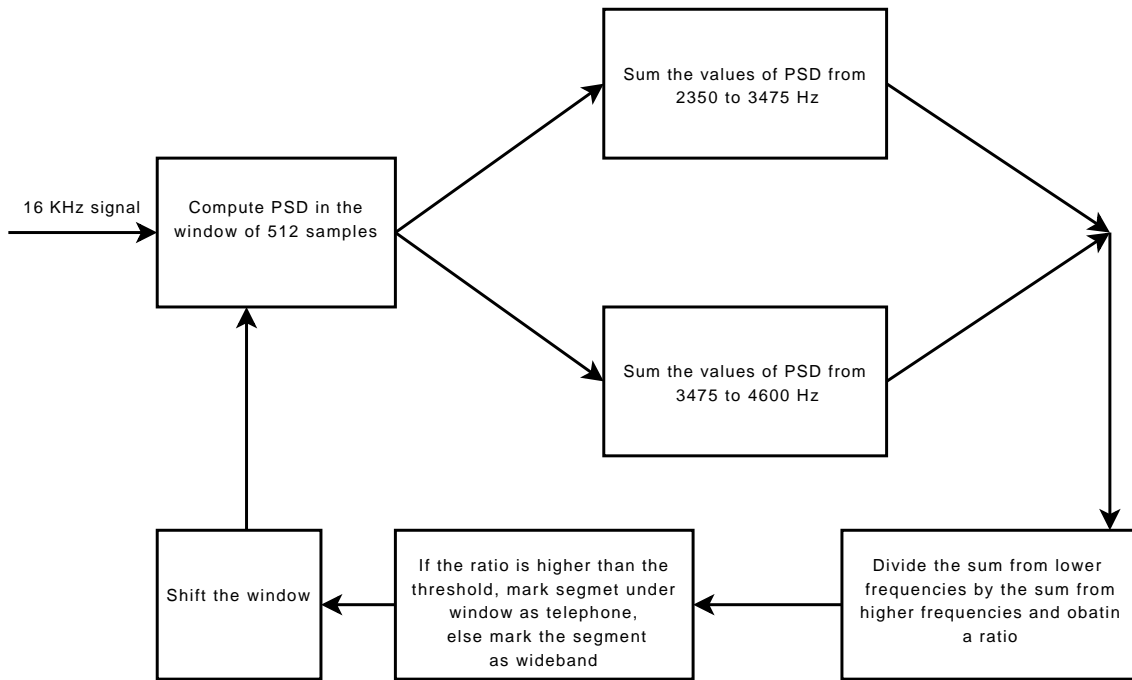 16 KHz signal
Compute PSD in the
window of 512 samples
Sum the values of PSD from
2350 to 3475 Hz
Sum the values of PSD from
3475 to 4600 Hz
Divide the sum from lower
frequencies by the sum from
higher frequencies and obatin
a ratio
If the ratio is higher than the
threshold, mark segmet under
window as telephone,
else mark the segment
as wideband
Shift the window